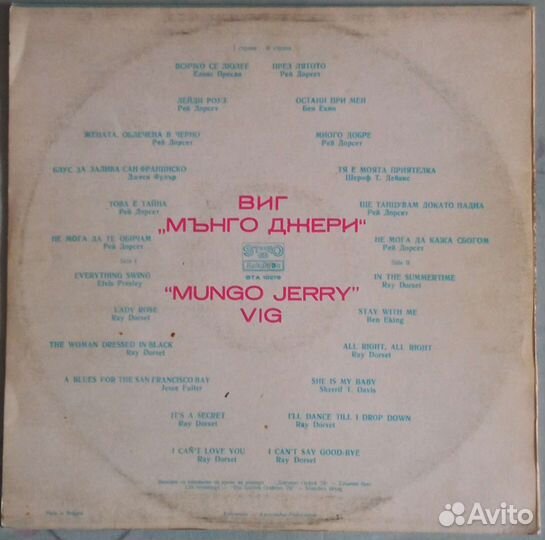 I страна II страна
ВСИЧКО СЕ ЛЮЛЕЕ
Елвис Пресли
ПРЕЗ ЛЯТОТО
Рей Дорсет
ЛЕЙДИ РОУЗ
Рей Дорсет
ОСТАНИ ПРИ МЕН
Бен Екин
ЖЕНАТА, ОБЛЕЧЕНА В ЧЕРНО
Рей Дорсет
МНОГО ДОБРЕ
Рей Дорсет
БЛУС ЗА ЗАЛИВА САН ФРАНЦИСКО
Джеси Фулър
ТЯ Е МОЯТА ПРИЯТЕЛКА
Шериф Т. Дейвис
ТОВА Е ТАЙНА
Рей Дорсет
ЩЕ ТАНЦУВАМ ДОКАТО ПАДНА
Рей Дорсет
НЕ МОГА ДА ТЕ ОБИЧАМ
Рей Дорсет
НЕ МОГА ДА КАЖА СБОГОМ
Рей Дорсет
ВИГ
„МЪНГО ДЖЕРИ“
STEREO
Балкантон
ВТА 10279
“MUNGO JERRY”
VIG
Side I
EVERYTHING SWING
Elvis Presley
Side II
IN THE SUMMERTIME
Ray Dorset
LADY ROSE
Ray Dorset
STAY WITH ME
Ben Eking
THE WOMAN DRESSED IN BLACK
Ray Dorset
ALL RIGHT, ALL RIGHT
Ray Dorset
A BLUES FOR THE SAN FRANCISCO BAY
Jesse Fuller
SHE IS MY BABY
Sherrif T. Davis
IT'S A SECRET
Ray Dorset
I'LL DANCE TILL I DROP DOWN
Ray Dorset
I CAN'T LOVE YOU
Ray Dorset
I CAN'T SAY GOOD-BYE
Ray Dorset
Made in Bulgaria
Avito